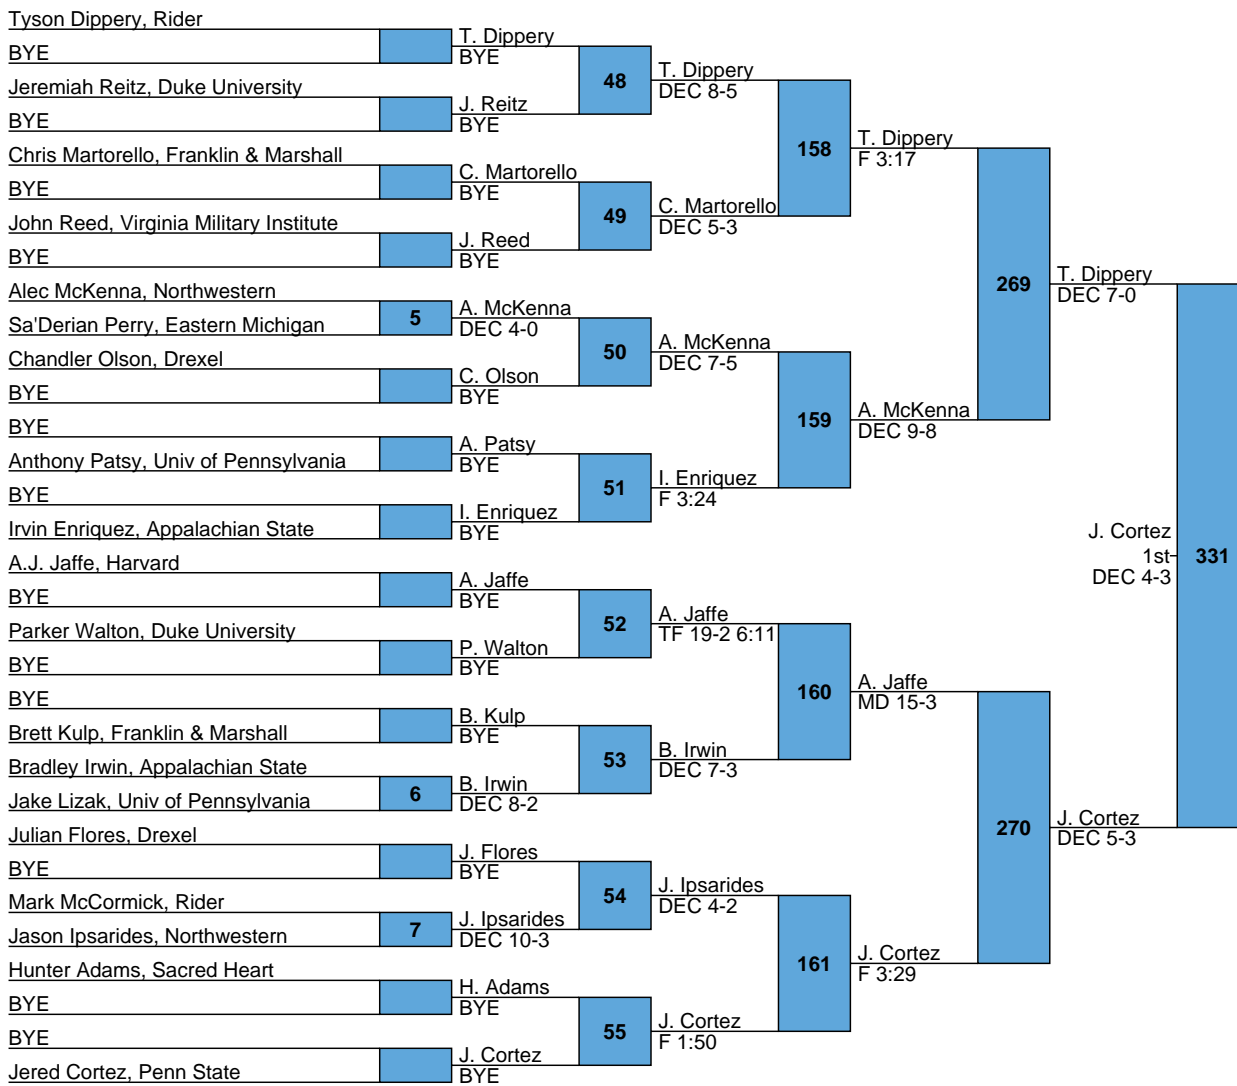 Tyson Dippery, Rider
BYE
Jeremiah Reitz, Duke University
BYE
Chris Martorello, Franklin & Marshall
BYE
John Reed, Virginia Military Institute
BYE
Alec McKenna, Northwestern
Sa'Derian Perry, Eastern Michigan
Chandler Olson, Drexel
BYE
BYE
Anthony Patsy, Univ of Pennsylvania
BYE
Irvin Enriquez, Appalachian State
A.J. Jaffe, Harvard
BYE
Parker Walton, Duke University
BYE
BYE
Brett Kulp, Franklin & Marshall
Bradley Irwin, Appalachian State
Jake Lizak, Univ of Pennsylvania
Julian Flores, Drexel
BYE
Mark McCormick, Rider
Jason Ipsarides, Northwestern
Hunter Adams, Sacred Heart
BYE
BYE
Jered Cortez, Penn State
5
6
7
T. Dippery
BYE
J. Reitz
BYE
C. Martorello
BYE
J. Reed
BYE
A. McKenna
DEC 4-0
C. Olson
BYE
A. Patsy
BYE
I. Enriquez
BYE
A. Jaffe
BYE
P. Walton
BYE
B. Kulp
BYE
B. Irwin
DEC 8-2
J. Flores
BYE
J. Ipsarides
DEC 10-3
H. Adams
BYE
J. Cortez
BYE
48
49
50
51
52
53
54
55
T. Dippery
DEC 8-5
C. Martorello
DEC 5-3
A. McKenna
DEC 7-5
I. Enriquez
F 3:24
A. Jaffe
TF 19-2 6:11
B. Irwin
DEC 7-3
J. Ipsarides
DEC 4-2
J. Cortez
F 1:50
158
159
160
161
T. Dippery
F 3:17
A. McKenna
DEC 9-8
A. Jaffe
MD 15-3
J. Cortez
F 3:29
269
270
T. Dippery
DEC 7-0
J. Cortez
DEC 5-3
331
J. Cortez
1st
DEC 4-3